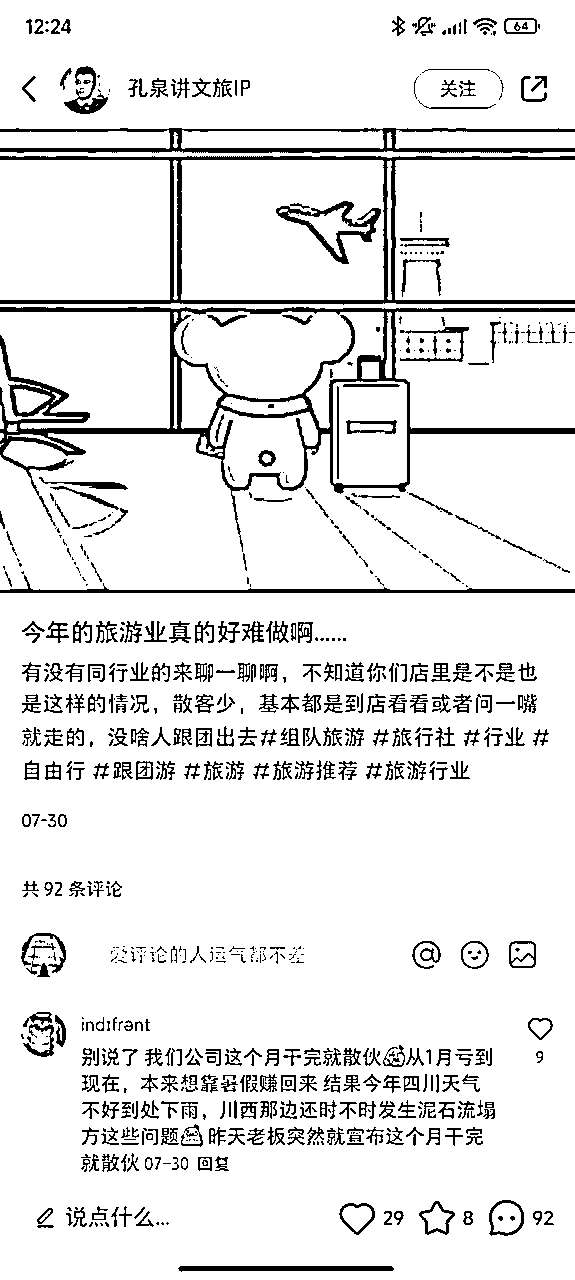 12:24
64
孔泉讲文旅IP
关注
今年的旅游业真的好难做啊......
有没有同行业的来聊一聊啊，不知道你们店里是不是也
是这样的情况，散客少，基本都是到店看看或者问一嘴
就走的，没啥人跟团出去#组队旅游 #旅行社 #行业 #
自由行 #跟团游 #旅游 #旅游推荐 #旅游行业
07-30
共 92 条评论
爱评论的人运气都不差
indıfrənt
别说了 我们公司这个月干完就散伙从1月亏到
现在，本来想靠暑假赚回来 结果今年四川天气
不好到处下雨，川西那边还时不时发生泥石流塌
方这些问题 昨天老板突然就宣布这个月干完
就散伙 07-30 回复
9
说点什么...
29
8
92